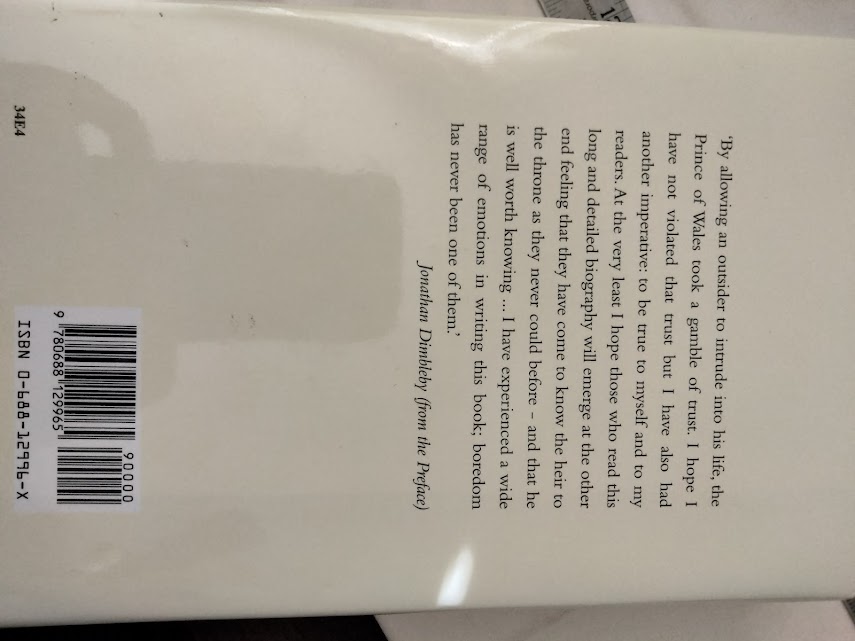 'By allowing an outsider to intrude into his life, the
Prince of Wales took a gamble of trust. I hope I
have not violated that trust but I have also had
another imperative: to be true to myself and to my
readers. At the very least I hope those who read this
long and detailed biography will emerge at the other
end feeling that they have come to know the heir to
the throne as they never could before – and that he
is well worth knowing ... I have experienced a wide
range of emotions in writing this book; boredom
has never been one of them.'
Jonathan Dimbleby (from the Preface)
90000
9 780688 129965
ISBN 0-688-12996-X
34E4